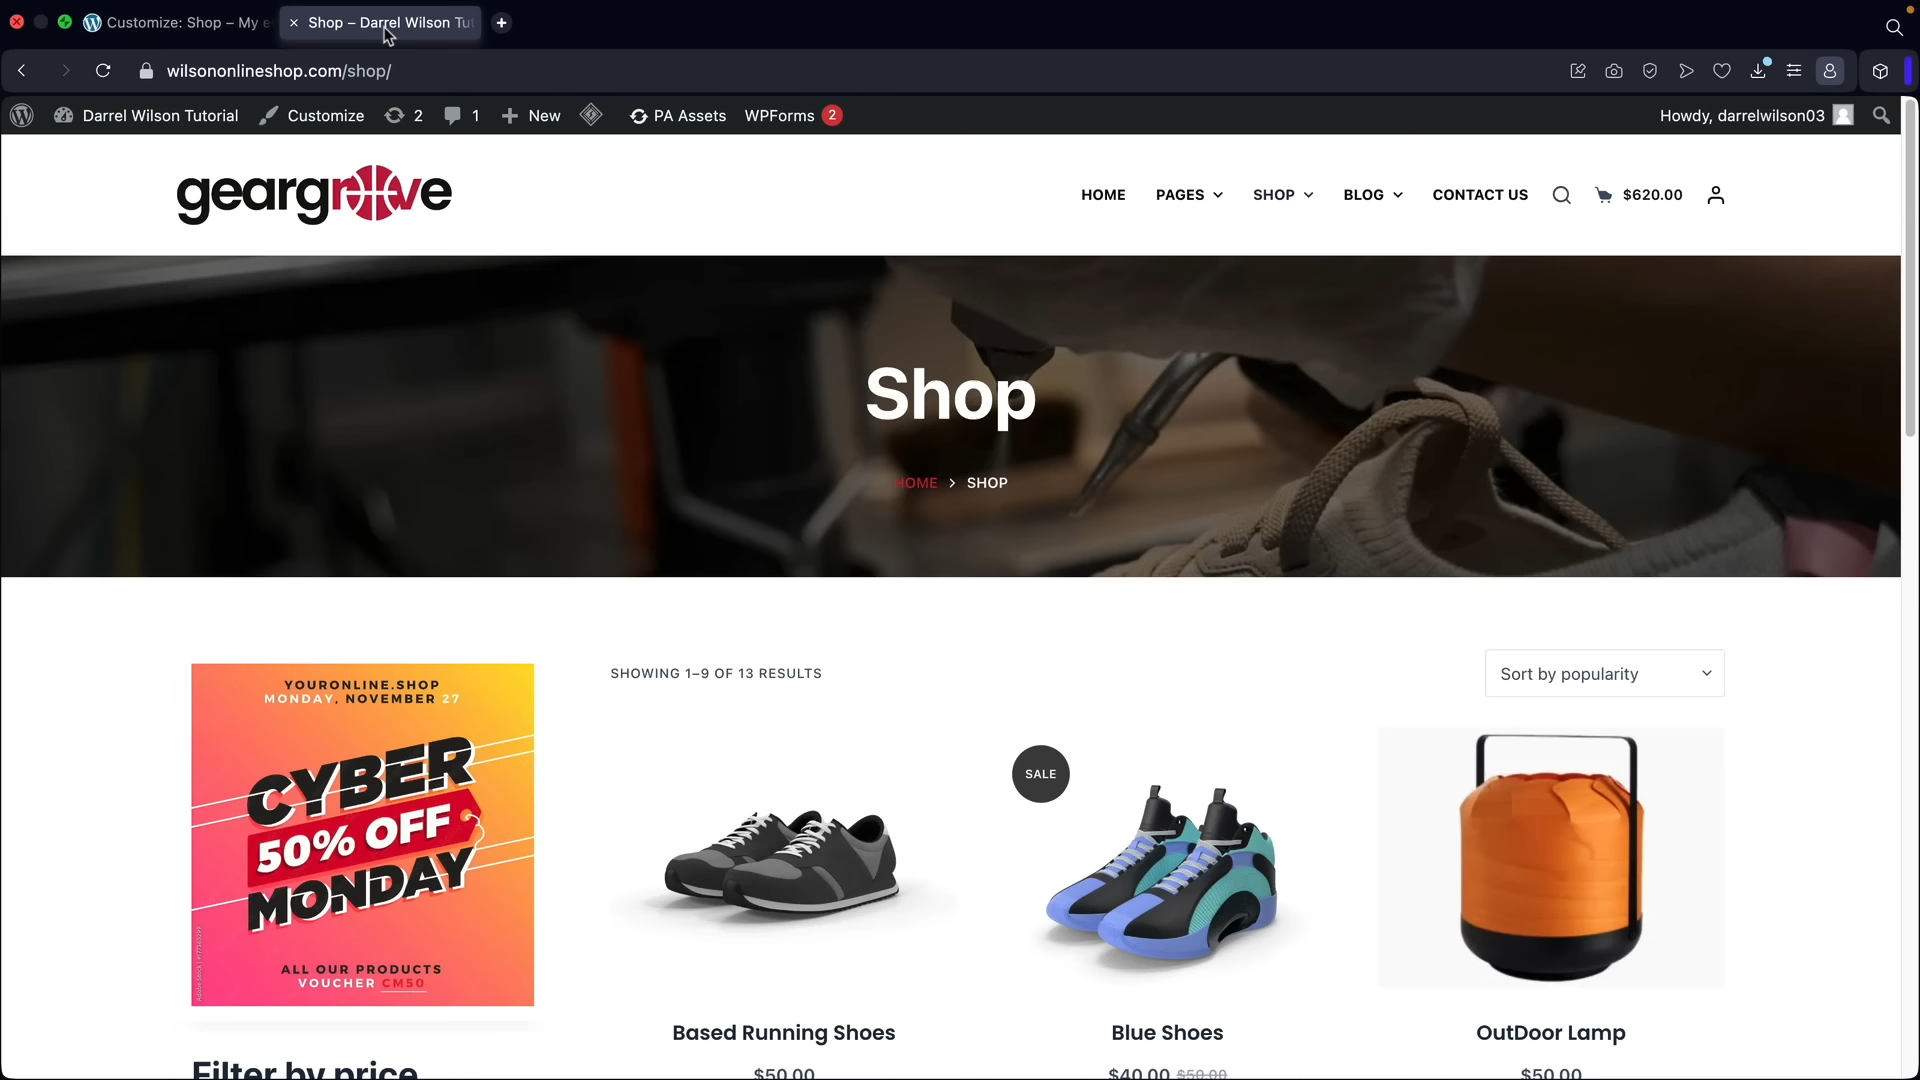 Customize: Shop – My e
Shop – Darrel Wilson Tut
wilsononlineshop.com/shop/
Darrel Wilson Tutorial
Customize
2
1
New
PA Assets
WPForms 2
Howdy, darrelwilson03
geargroove
HOME
PAGES
SHOP
BLOG
CONTACT US
$620.00
Shop
HOME > SHOP
YOURONLINE.SHOP
MONDAY, NOVEMBER 27
CYBER
50% OFF
MONDAY
ALL OUR PRODUCTS
VOUCHER CM50
SHOWING 1–9 OF 13 RESULTS
Sort by popularity
SALE
Based Running Shoes
Blue Shoes
OutDoor Lamp
Filter by price
$50.00
$40.00 $50.00
$50.00